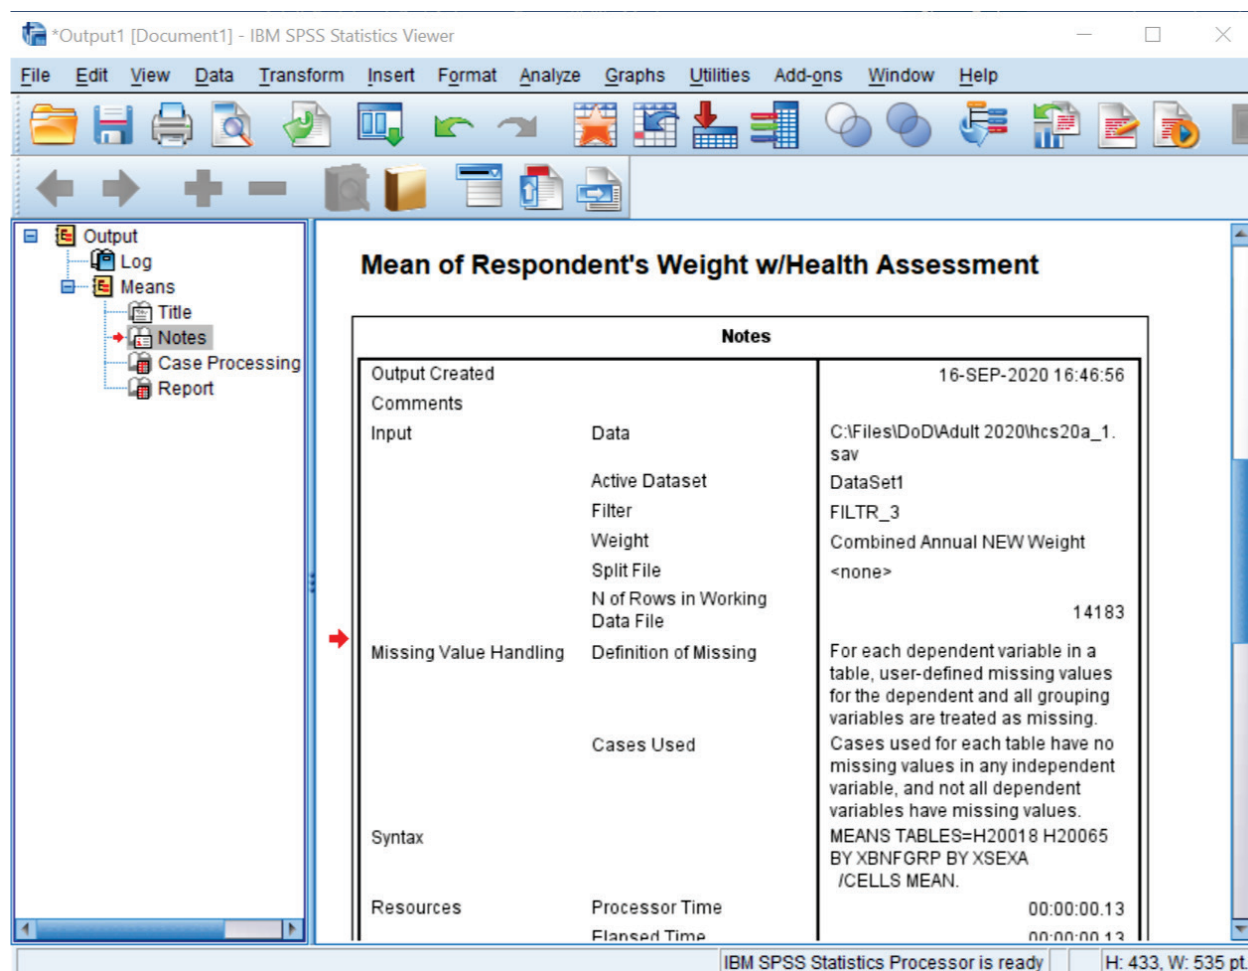 *Output1 [Document1] - IBM SPSS Statistics Viewer
File Edit View Data Transform Insert Format Analyze Graphs Utilities Add-ons Window Help
Output
Log
Means
Title
Notes
Case Processing
Report
Mean of Respondent's Weight w/Health Assessment
Notes
Output Created 16-SEP-2020 16:46:56
Comments
Input Data C:\Files\DoD\Adult 2020\hcs20a_1.
sav
Active Dataset DataSet1
Filter FILTR_3
Weight Combined Annual NEW Weight
Split File <none>
N of Rows in Working
Data File 14183
Missing Value Handling Definition of Missing For each dependent variable in a
table, user-defined missing values
for the dependent and all grouping
variables are treated as missing.
Cases Used Cases used for each table have no
missing values in any independent
variable, and not all dependent
variables have missing values.
Syntax MEANS TABLES=H20018 H20065
BY XBNFGRP BY XSEXA
/CELLS MEAN.
Resources Processor Time 00:00:00.13
Elapsed Time 00:00:00.13
IBM SPSS Statistics Processor is ready H: 433, W: 535 pt.